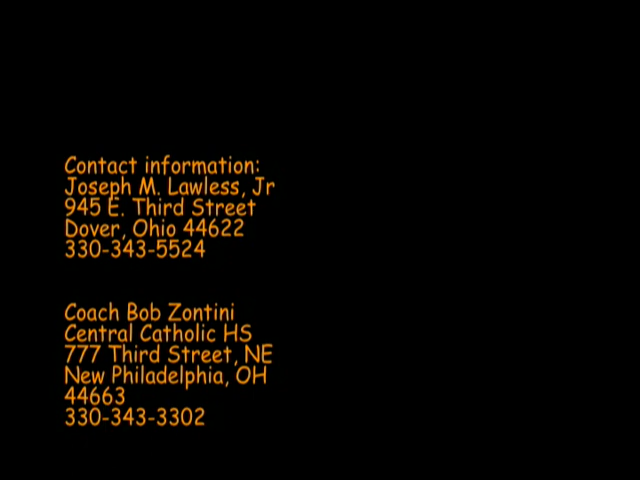 Contact information:
Joseph M. Lawless, Jr
945 E. Third Street
Dover, Ohio 44622
330-343-5524
Coach Bob Zontini
Central Catholic HS
777 Third Street, NE
New Philadelphia, OH
44663
330-343-3302